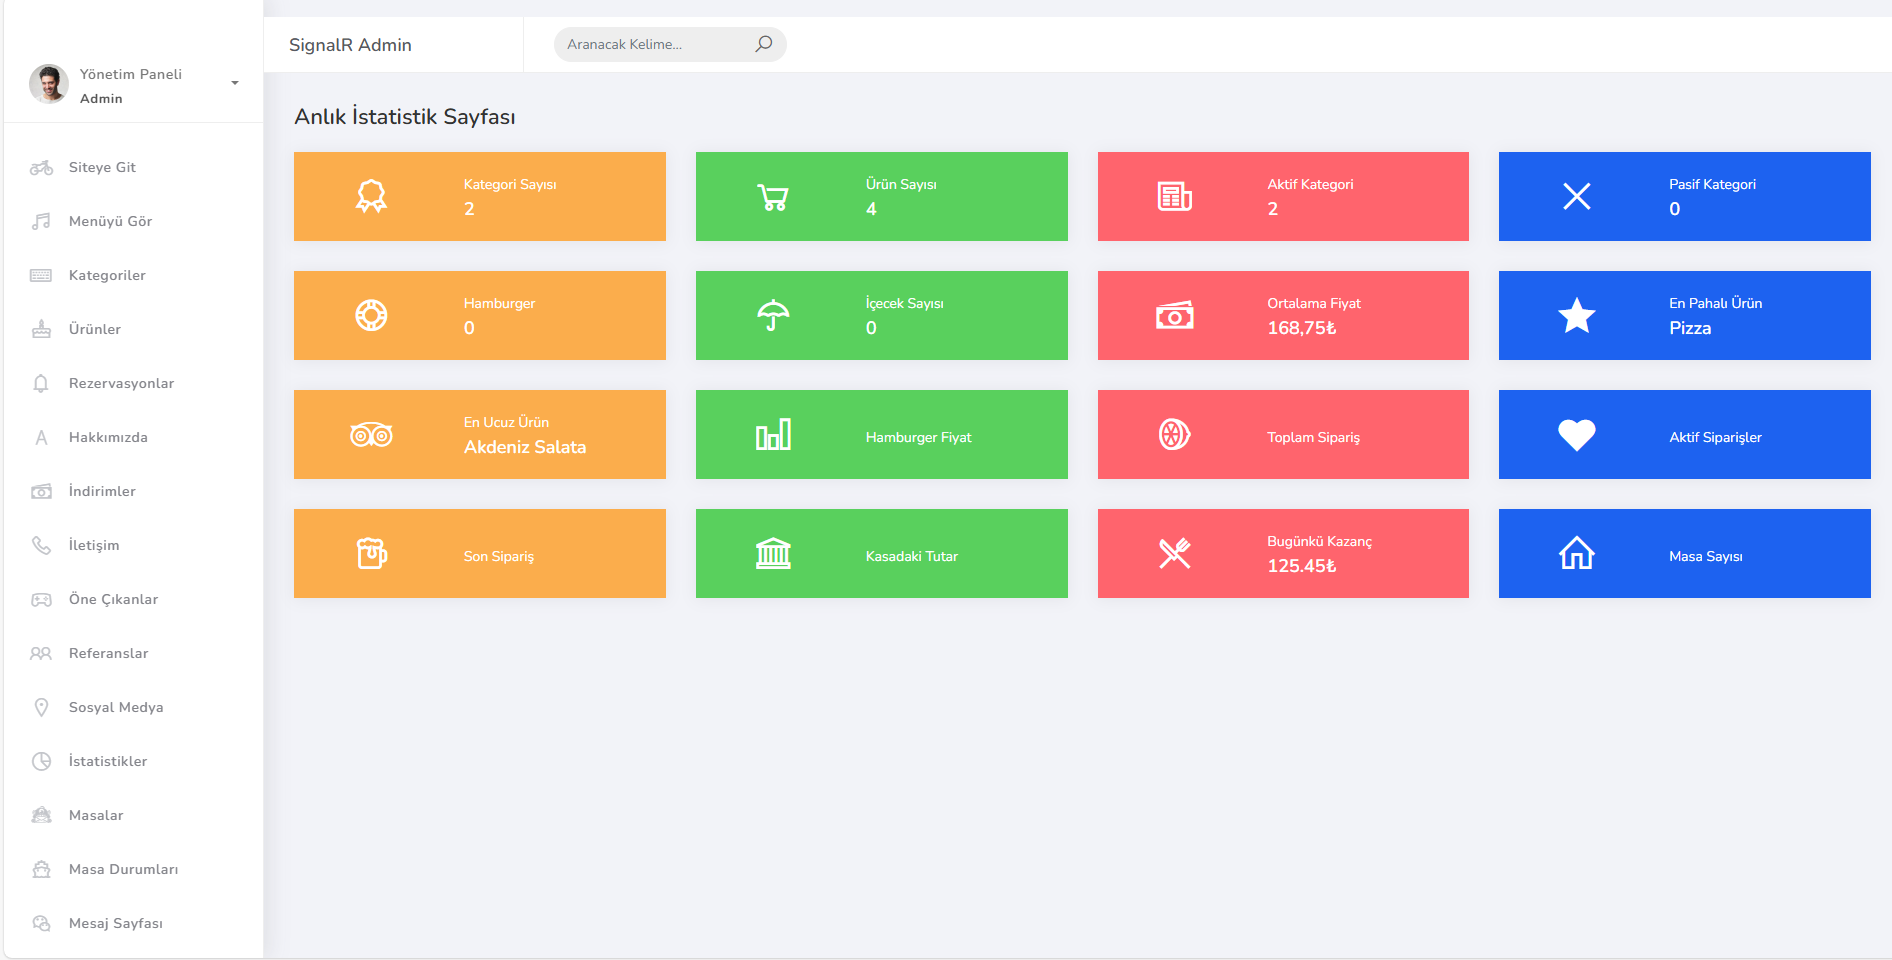 Yönetim Paneli
Admin
Siteye Git
Menüyü Gör
Kategoriler
Ürünler
Rezervasyonlar
Hakkımızda
İndirimler
İletişim
Öne Çıkanlar
Referanslar
Sosyal Medya
İstatistikler
Masalar
Masa Durumları
Mesaj Sayfası
SignalR Admin
Aranacak Kelime...
Anlık İstatistik Sayfası
Kategori Sayısı
2
Ürün Sayısı
4
Aktif Kategori
2
Pasif Kategori
0
Hamburger
0
İçecek Sayısı
0
Ortalama Fiyat
168,75₺
En Pahalı Ürün
Pizza
En Ucuz Ürün
Akdeniz Salata
Hamburger Fiyat
Toplam Sipariş
Aktif Siparişler
Son Sipariş
Kasadaki Tutar
Bugünkü Kazanç
125.45₺
Masa Sayısı